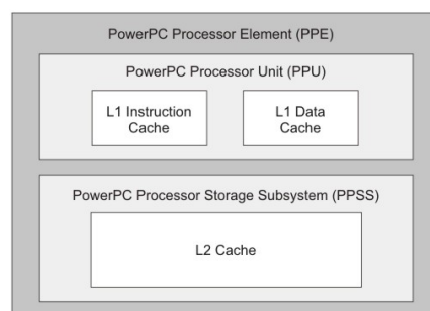 PowerPC Processor Element (PPE)
PowerPC Processor Unit (PPU)
L1 Instruction
Cache
L1 Data
Cache
PowerPC Processor Storage Subsystem (PPSS)
L2 Cache